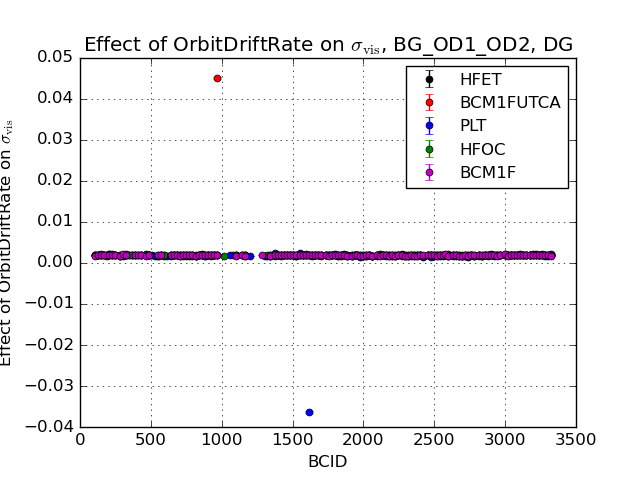 Effect of OrbitDriftRate on σvis, BG_OD1_OD2, DG
Effect of OrbitDriftRate on σvis
0.05
0.04
0.03
0.02
0.01
0.00
−0.01
−0.02
−0.03
−0.04
HFET
BCM1FUTCA
PLT
HFOC
BCM1F
0 500 1000 1500 2000 2500 3000 3500
BCID